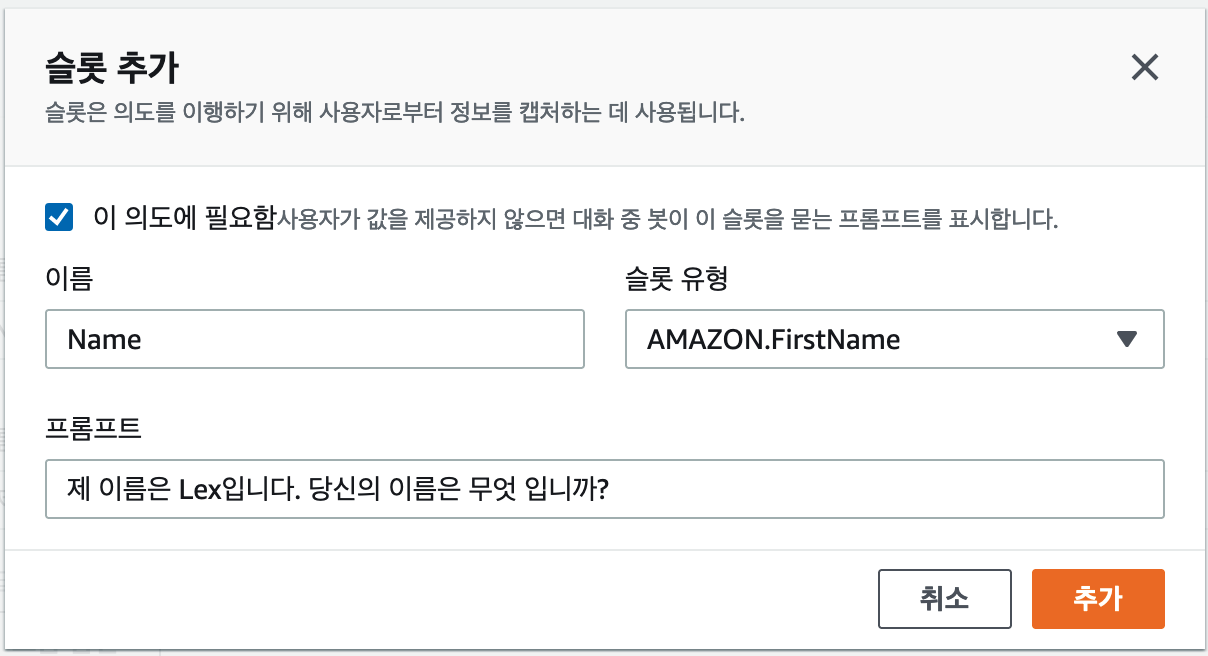 슬롯 추가
슬롯은 의도를 이행하기 위해 사용자로부터 정보를 캡처하는 데 사용됩니다.
이 의도에 필요함사용자가 값을 제공하지 않으면 대화 중 봇이 이 슬롯을 묻는 프롬프트를 표시합니다.
이름
슬롯 유형
Name
AMAZON.FirstName
프롬프트
제 이름은 Lex입니다. 당신의 이름은 무엇 입니까?
취소
추가